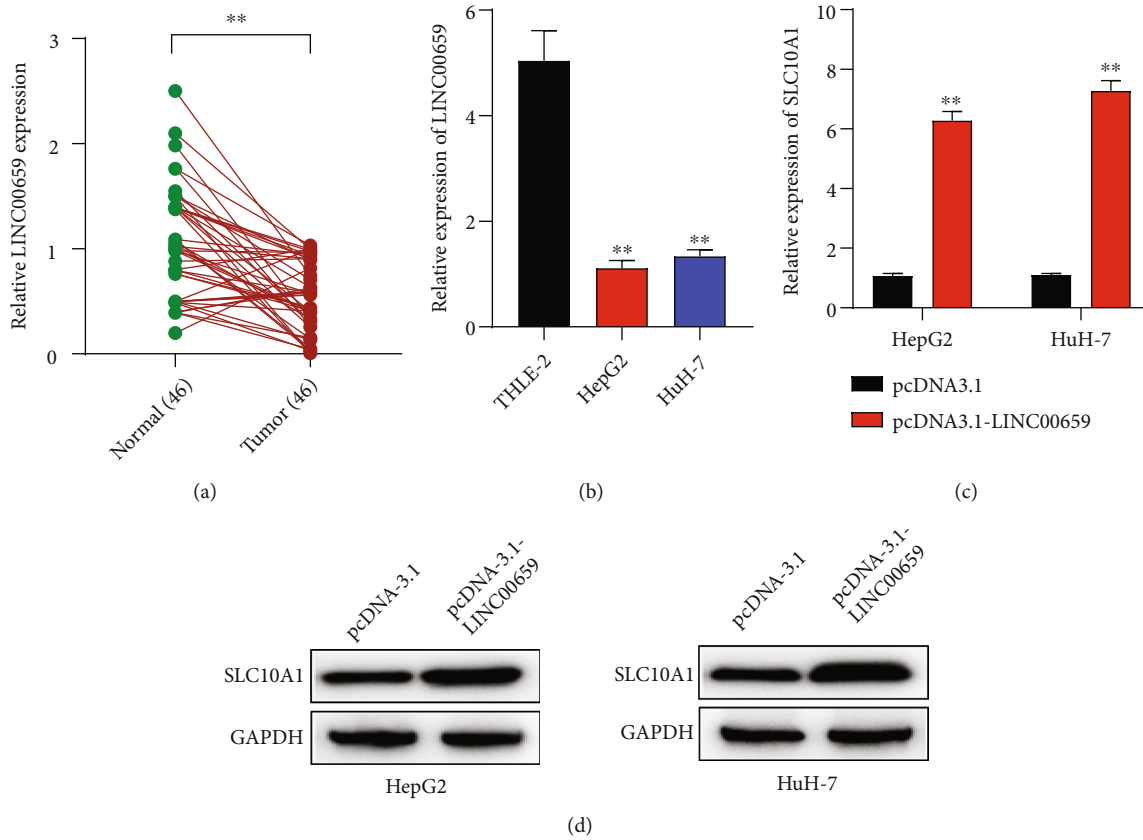 Relative LINC00659 expression
3
2
1
0
**
Normal (46)
Tumor (46)
(a)
Relative expression of LINC00659
6
4
2
0
**
**
THLE-2
HepG2
HuH-7
(b)
Relative expression of SLC10A1
10
8
6
4
2
0
**
**
HepG2
HuH-7
pcDNA3.1
pcDNA3.1-LINC00659
(c)
pcDNA-3.1
pcDNA-3.1-
LINC00659
SLC10A1
GAPDH
HepG2
pcDNA-3.1
pcDNA-3.1-
LINC00659
SLC10A1
GAPDH
HuH-7
(d)